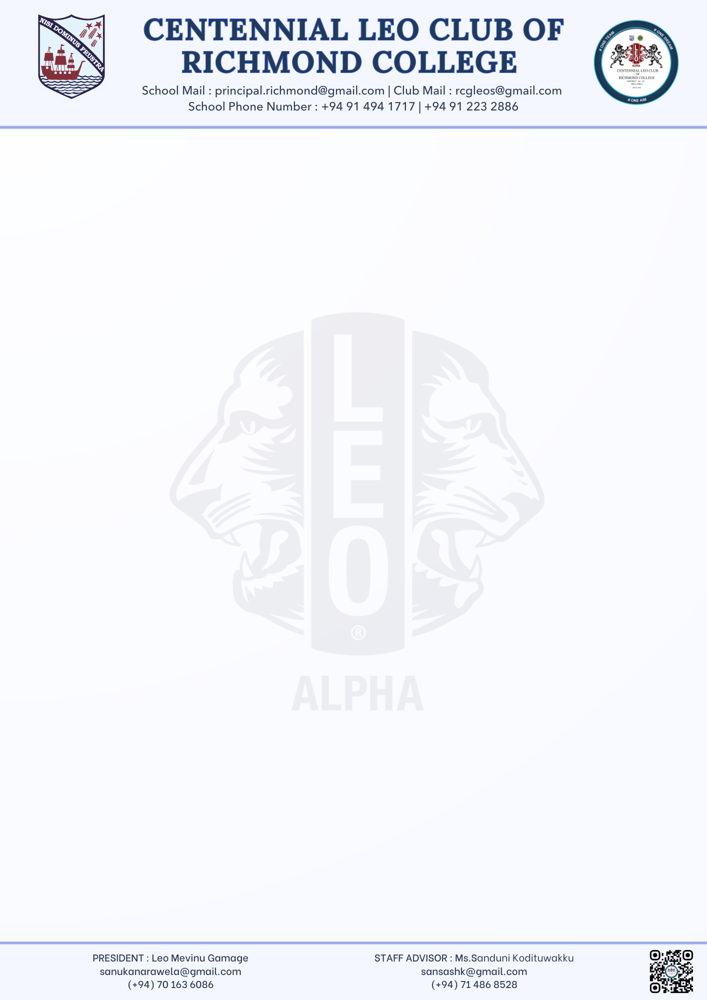 NISI DOMINUS FRUSTRA
CENTENNIAL LEO CLUB OF
RICHMOND COLLEGE
School Mail : principal.richmond@gmail.com | Club Mail : rcgleos@gmail.com
School Phone Number : +94 91 494 1717 | +94 91 223 2886
# ONE TEAM
# ONE DREAM
LEO
ALPHA
CENTENNIAL LEO CLUB
OF
RICHMOND COLLEGE
SRI LANKA
# ONE AIM
L
E
O
®
ALPHA
PRESIDENT : Leo Mevinu Gamage
sanukanarawela@gmail.com
(+94) 70 163 6086
STAFF ADVISOR : Ms.Sanduni Kodituwakku
sansashk@gmail.com
(+94) 71 486 8528